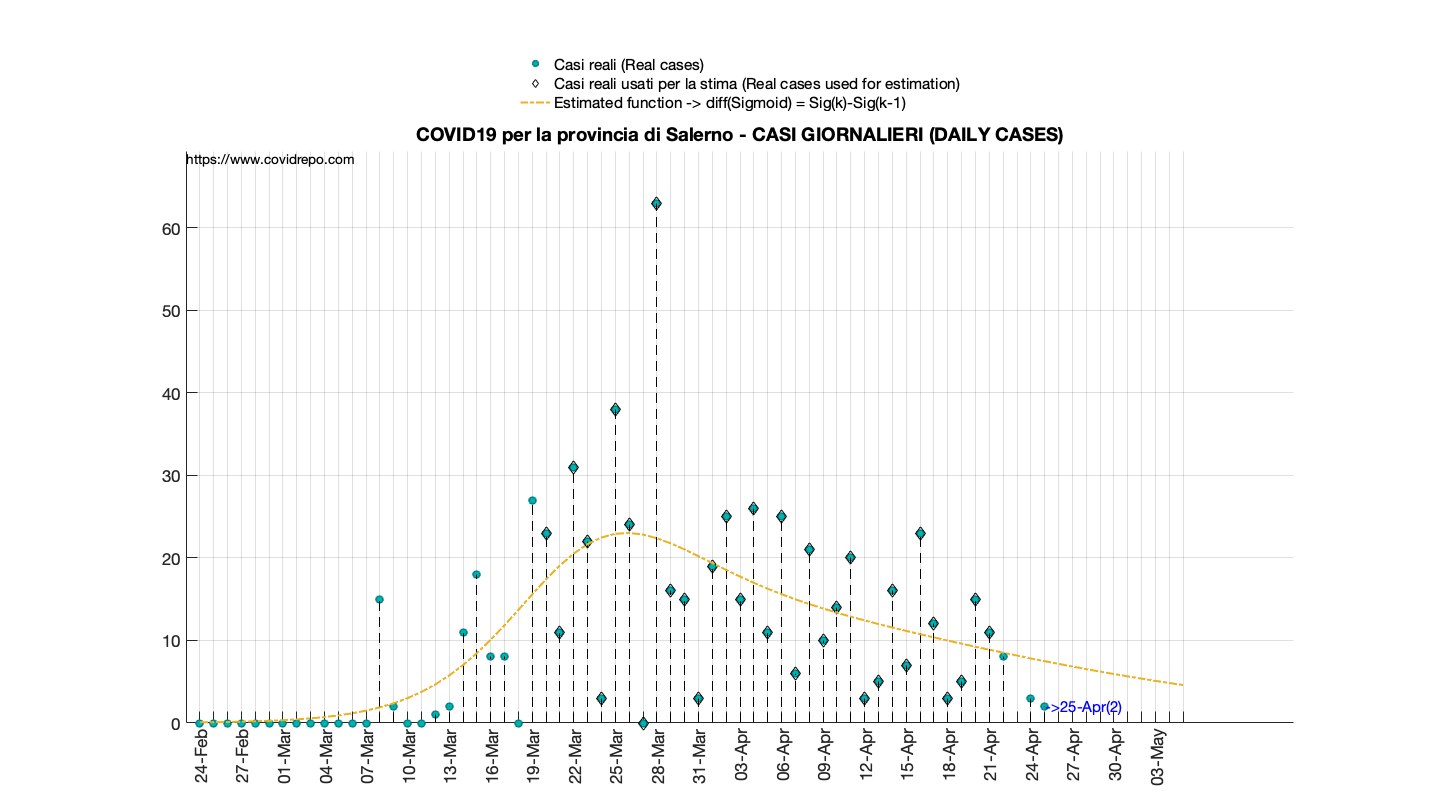 Casi reali (Real cases)
Casi reali usati per la stima (Real cases used for estimation)
Estimated function -> diff(Sigmoid) = Sig(k)-Sig(k-1)
COVID19 per la provincia di Salerno - CASI GIORNALIERI (DAILY CASES)
https://www.covidrepo.com
60
50
40
30
20
10
0
->25-Apr(2)
24-Feb
27-Feb
01-Mar
04-Mar
07-Mar
10-Mar
13-Mar
16-Mar
19-Mar
22-Mar
25-Mar
28-Mar
31-Mar
03-Apr
06-Apr
09-Apr
12-Apr
15-Apr
18-Apr
21-Apr
24-Apr
27-Apr
30-Apr
03-May